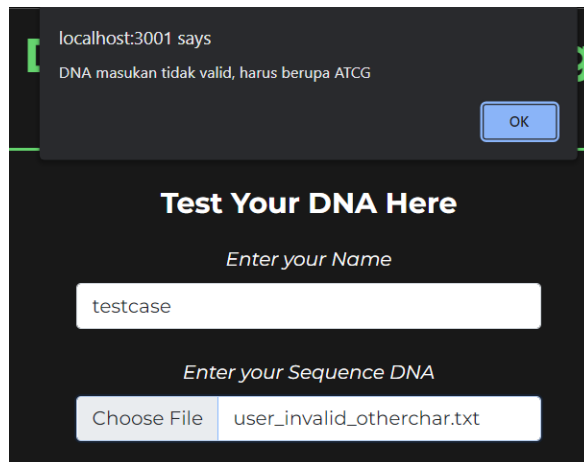 localhost:3001 says
DNA masukan tidak valid, harus berupa ATCG
OK
Test Your DNA Here
Enter your Name
testcase
Enter your Sequence DNA
Choose File user_invalid_otherchar.txt